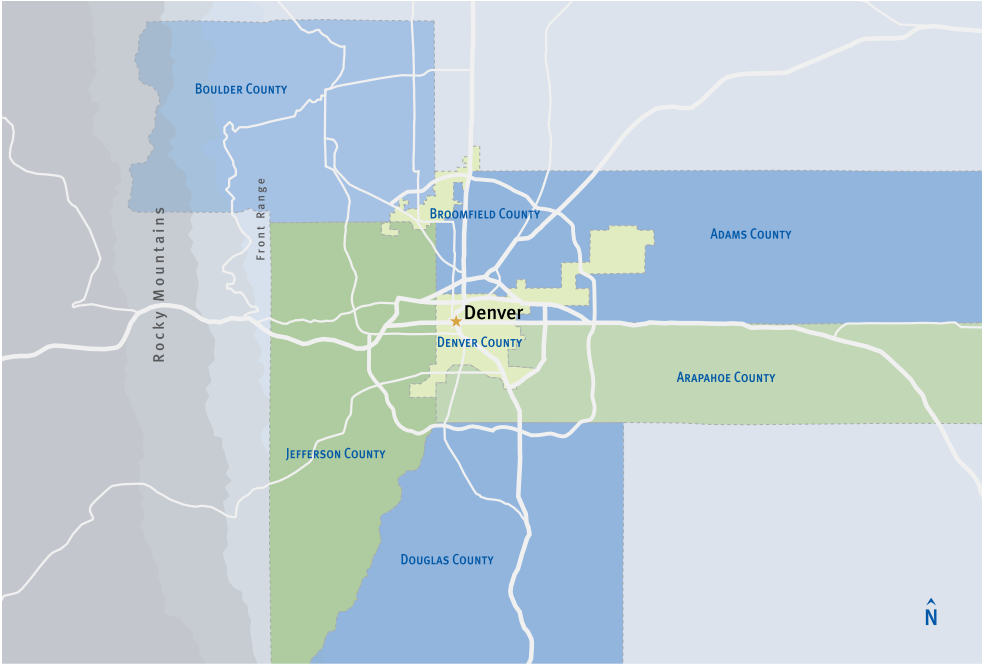 BOULDER COUNTY
Front Range
Rocky Mountains
BROOMFIELD COUNTY
ADAMS COUNTY
Denver
DENVER COUNTY
ARAPAHOE COUNTY
JEFFERSON COUNTY
DOUGLAS COUNTY
N